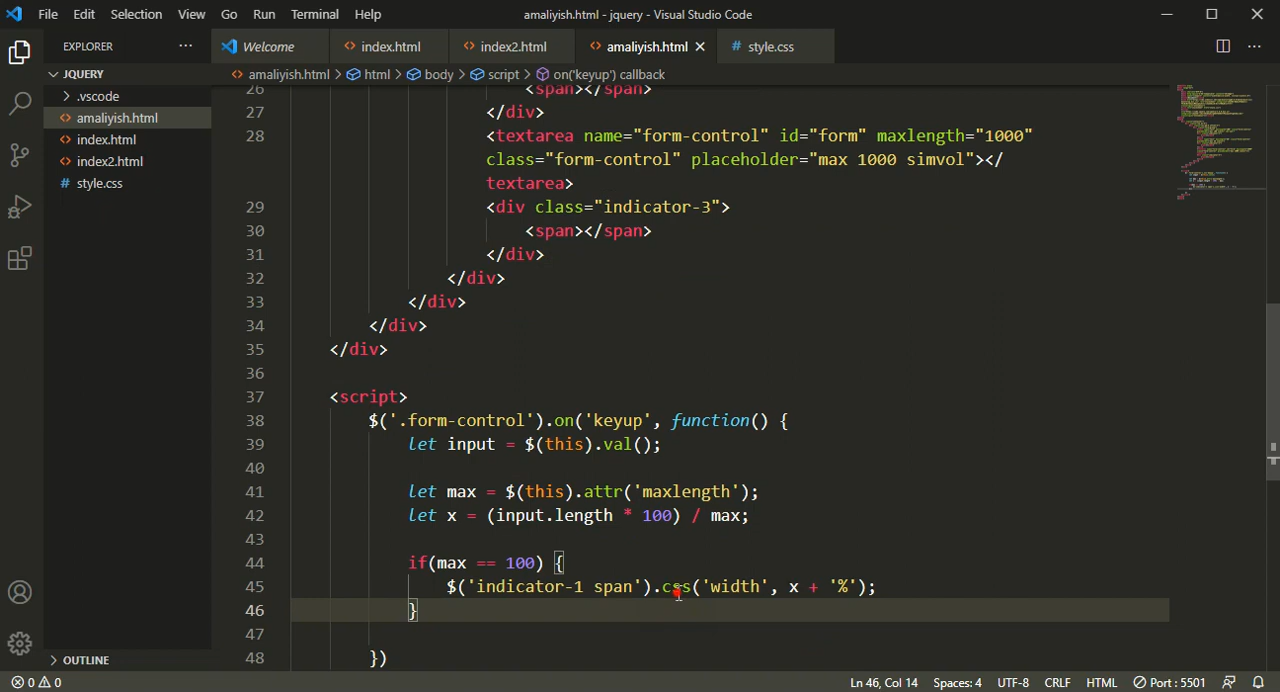 File Edit Selection View Go Run Terminal Help
amaliyish.html - jquery - Visual Studio Code
EXPLORER ···
Welcome
index.html
index2.html
amaliyish.html
# style.css
JQUERY
.vscode
amaliyish.html
index.html
index2.html
# style.css
amaliyish.html > html > body > script > on('keyup') callback
26 <span></span>
27 </div>
28 <textarea name="form-control" id="form" maxlength="1000"
class="form-control" placeholder="max 1000 simvol"></
textarea>
29 <div class="indicator-3">
30 <span></span>
31 </div>
32 </div>
33 </div>
34 </div>
35 </div>
36
37 <script>
38 $('.form-control').on('keyup', function() {
39 let input = $(this).val();
40
41 let max = $(this).attr('maxlength');
42 let x = (input.length * 100) / max;
43
44 if(max == 100) {
45 $('indicator-1 span').css('width', x + '%');
46 }
47
48 })
OUTLINE
0 0
Ln 46, Col 14 Spaces: 4 UTF-8 CRLF HTML Port : 5501